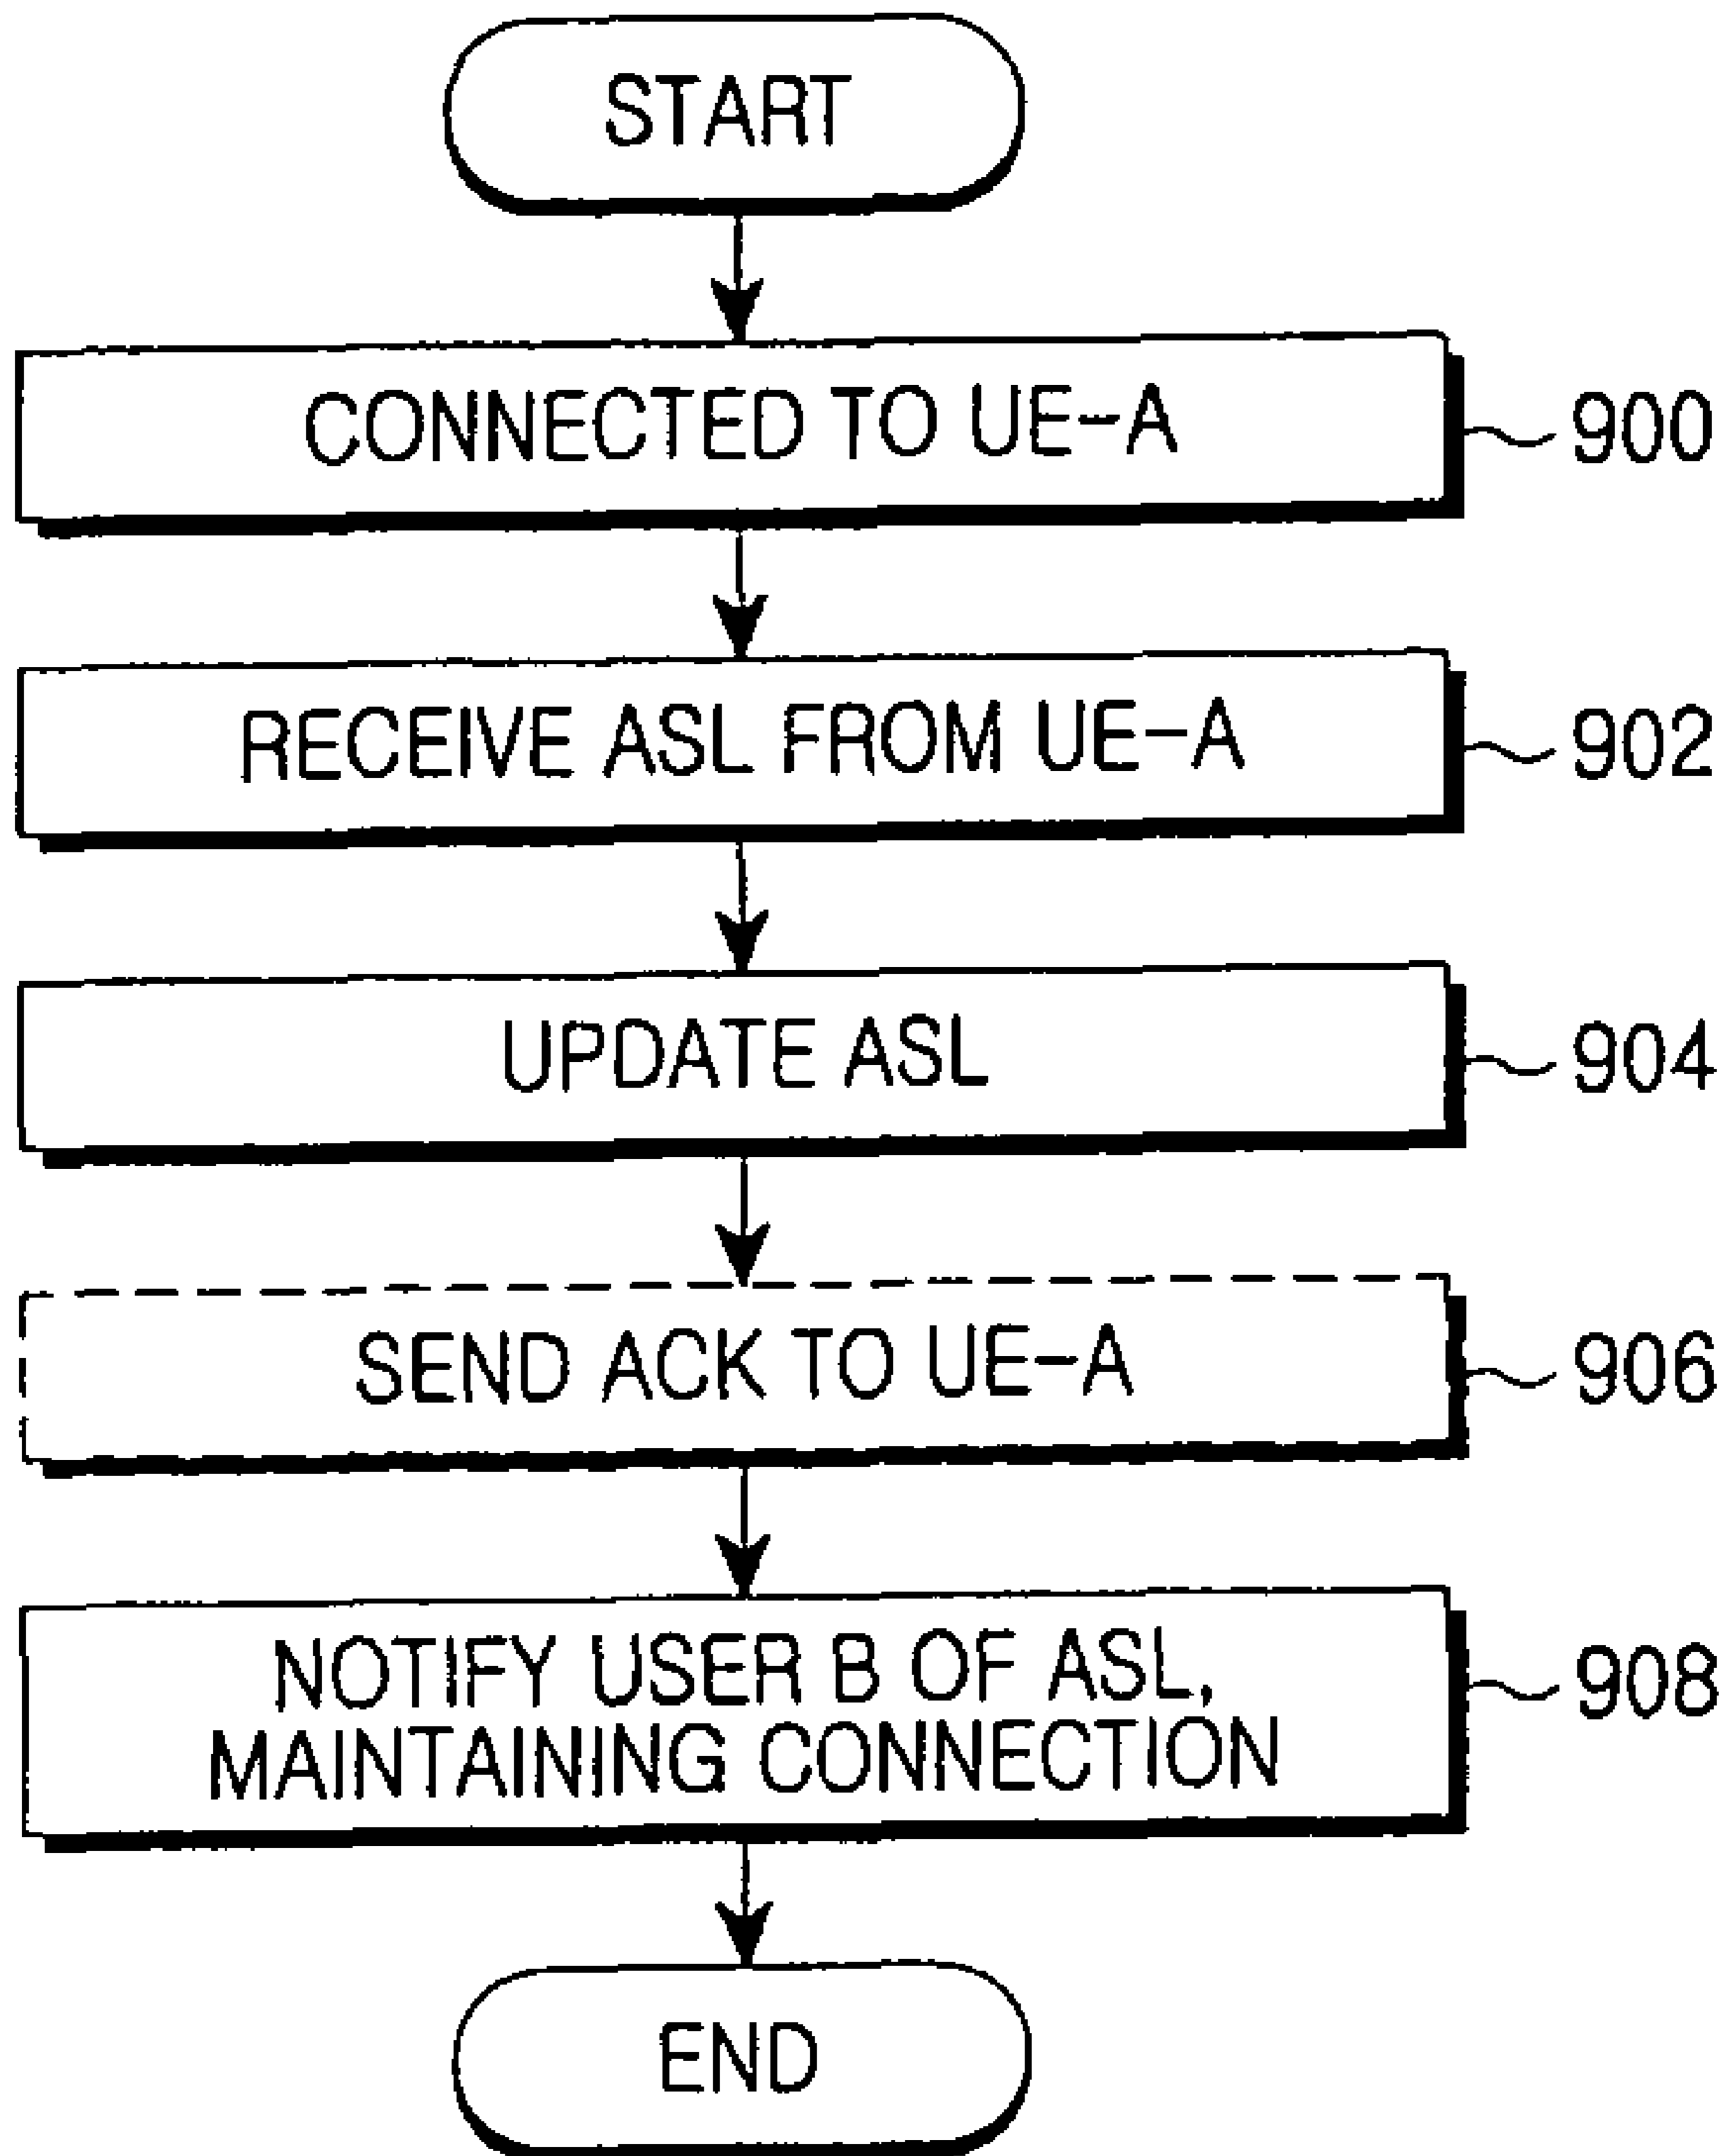 START
CONNECTED TO UE-A
900
RECEIVE ASL FROM UE-A
902
UPDATE ASL
904
SEND ACK TO UE-A
906
NOTIFY USER B OF ASL,
MAINTAINING CONNECTION
908
END